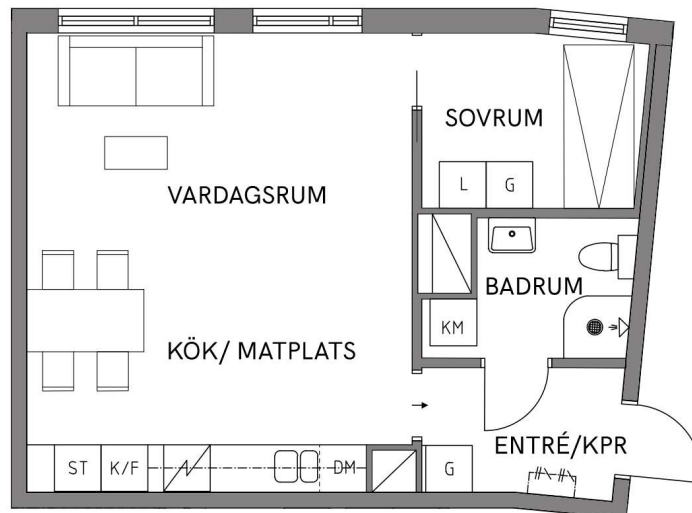 SOVRUM
L G
VARDAGSRUM
BADRUM
KM
KÖK/ MATPLATS
ENTRÉ/KPR
ST K/F DM G